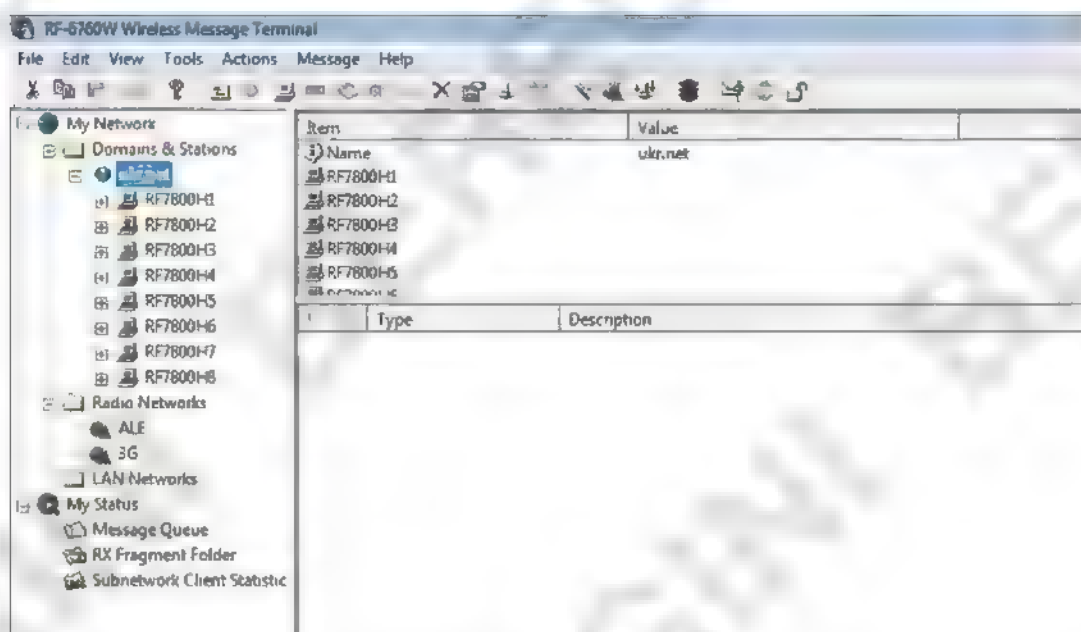 RF-6760W Wireless Message Terminal
File Edit View Tools Actions Message Help
My Network
Domains & Stations
RF7800H1
RF7800H2
RF7800H3
RF7800H4
RF7800H5
RF7800H6
RF7800H7
RF7800H8
Radio Networks
ALE
3G
LAN Networks
My Status
Message Queue
RX Fragment Folder
Subnetwork Client Statistic
Item Value
Name ukr.net
RF7800H1
RF7800H2
RF7800H3
RF7800H4
RF7800H5
Type Description